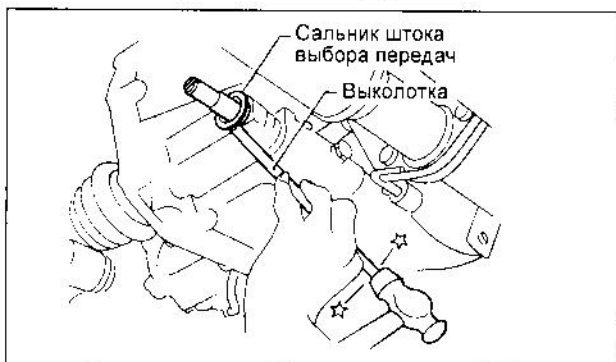 Сальник штока
выбора передач
Выколотка